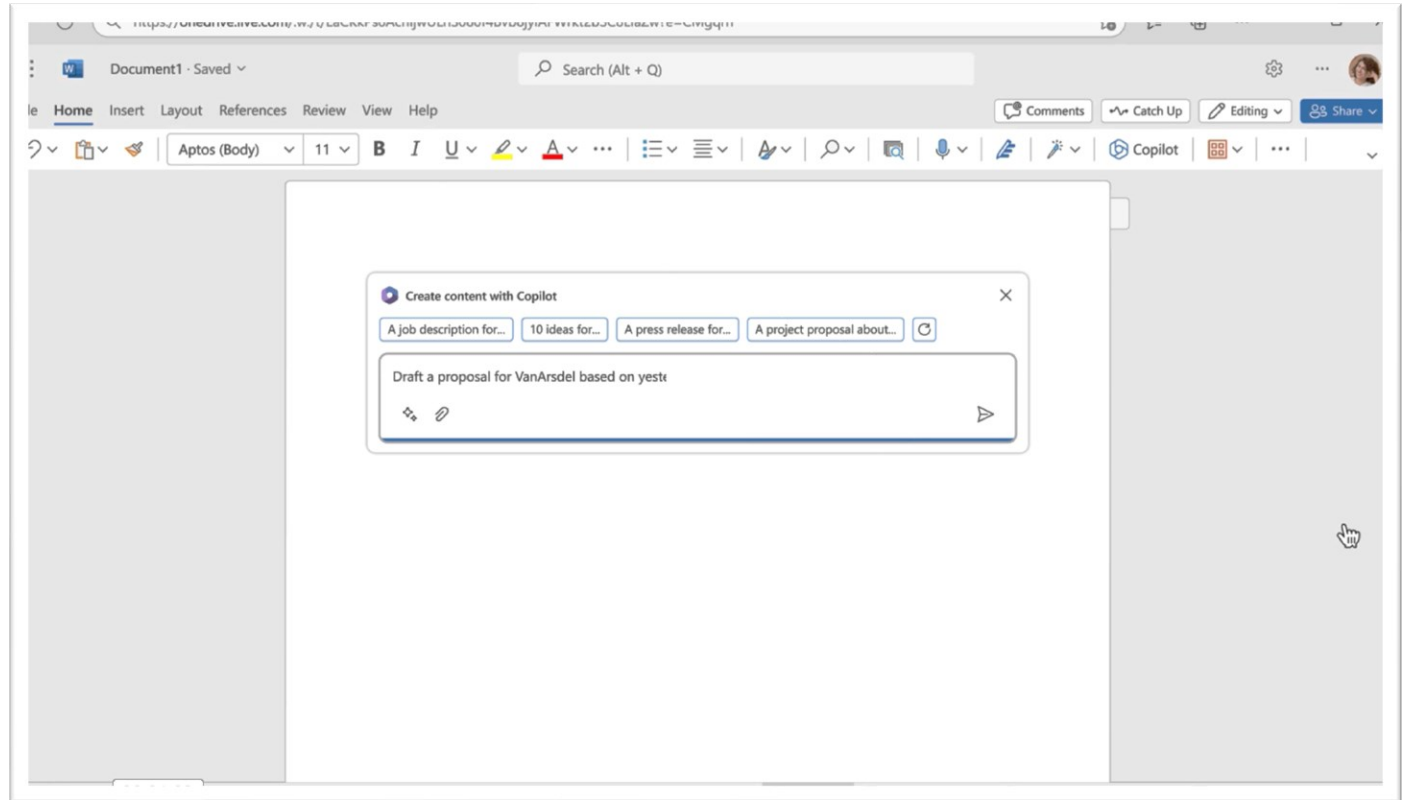 Document1 · Saved
Search (Alt + Q)
Home Insert Layout References Review View Help
Comments Catch Up Editing Share
Aptos (Body) 11 B I U A Copilot
Create content with Copilot
A job description for... 10 ideas for... A press release for... A project proposal about...
Draft a proposal for VanArsdel based on yeste